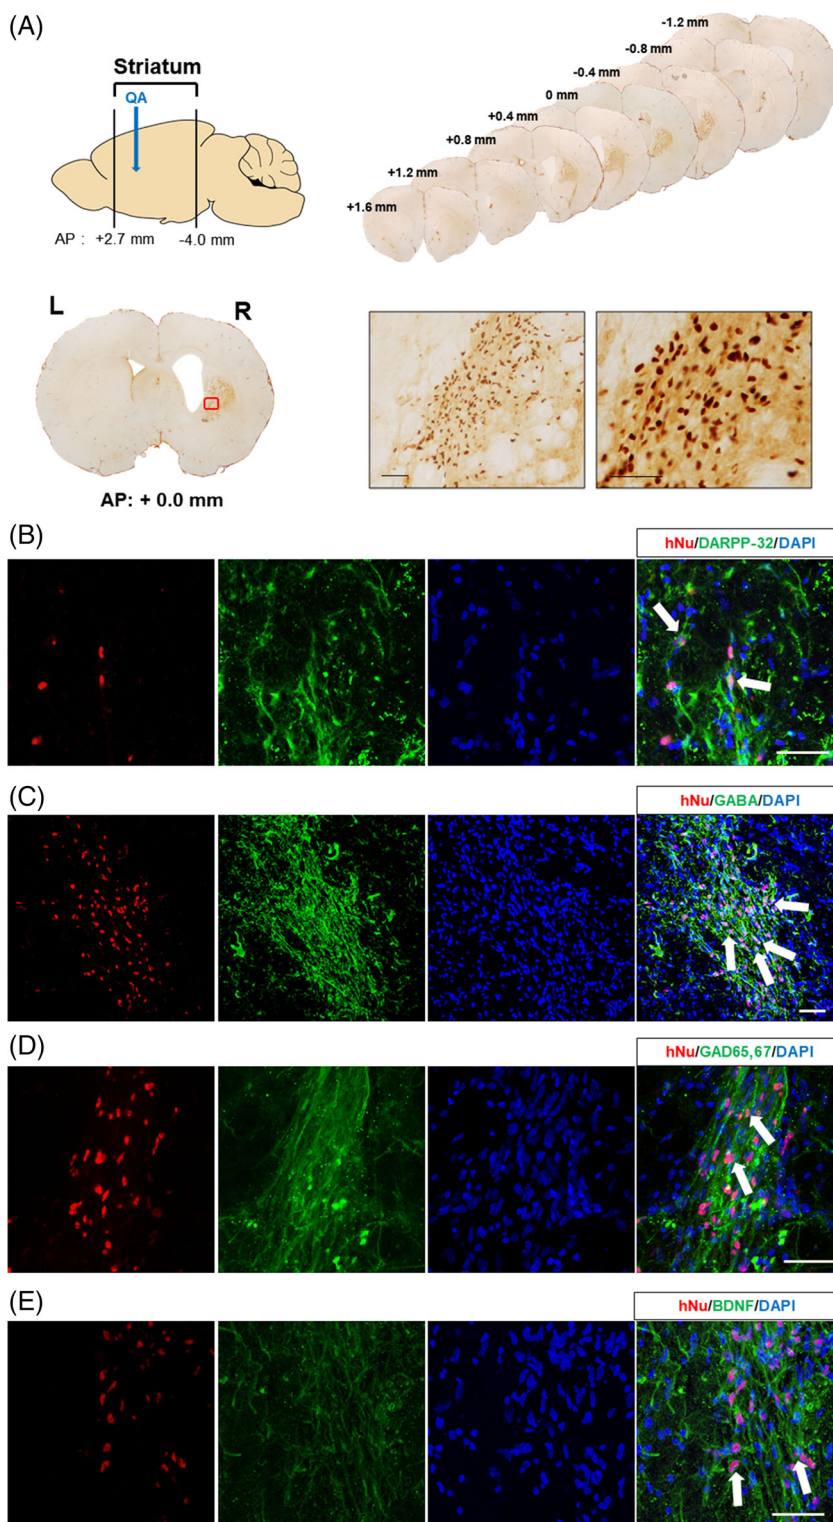 (A)
Striatum
QA
AP : +2.7 mm -4.0 mm
-1.2 mm
-0.8 mm
-0.4 mm
0 mm
+0.4 mm
+0.8 mm
+1.2 mm
+1.6 mm
L R
AP: + 0.0 mm
(B)
hNu/DARPP-32/DAPI
(C)
hNu/GABA/DAPI
(D)
hNu/GAD65,67/DAPI
(E)
hNu/BDNF/DAPI